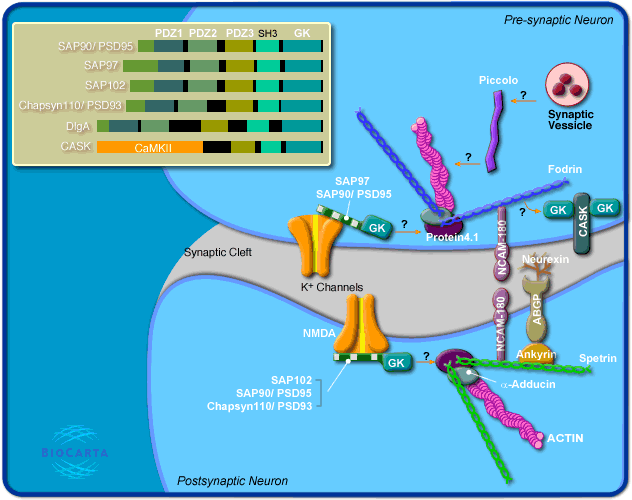 Pre-synaptic Neuron
PDZ1 PDZ2 PDZ3 SH3 GK
SAP90/ PSD95
SAP97
SAP102
Chapsyn110/ PSD93
DlgA
CASK CaMKII
Piccolo
?
Synaptic
Vessicle
?
Fodrin
SAP97
SAP90/ PSD95
GK
?
Protein4.1
?
GK
CASK
GK
NCAM-180
Synaptic Cleft
K+ Channels
Neurexin
NCAM-180
ABGP
NMDA
GK
?
Ankyrin
Spetrin
α-Adducin
SAP102
SAP90/ PSD95
Chapsyn110/ PSD93
ACTIN
BIOCARTA
Postsynaptic Neuron